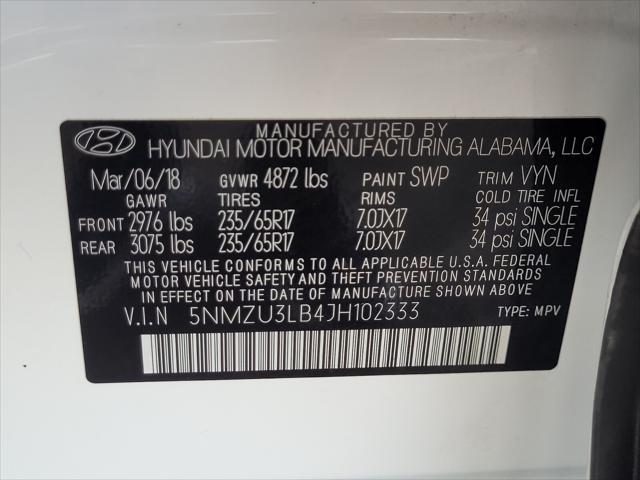 MANUFACTURED BY
HYUNDAI MOTOR MANUFACTURING ALABAMA, LLC
Mar/06/18 GVWR 4872 lbs PAINT SWP TRIM VYN
GAWR TIRES RIMS COLD TIRE INFL
FRONT 2976 lbs 235/65R17 7.0JX17 34 psi SINGLE
REAR 3075 lbs 235/65R17 7.0JX17 34 psi SINGLE
THIS VEHICLE CONFORMS TO ALL APPLICABLE U.S.A. FEDERAL
MOTOR VEHICLE SAFETY AND THEFT PREVENTION STANDARDS
IN EFFECT ON THE DATE OF MANUFACTURE SHOWN ABOVE.
V.I.N 5NMZU3LB4JH102333 TYPE: MPV